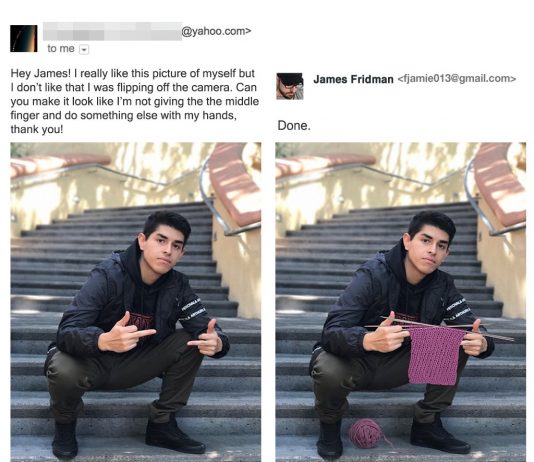 @yahoo.com>
to me
Hey James! I really like this picture of myself but
I don't like that I was flipping off the camera. Can
you make it look like I'm not giving the the middle
finger and do something else with my hands,
thank you!
James Fridman <fjamie013@gmail.com>
Done.